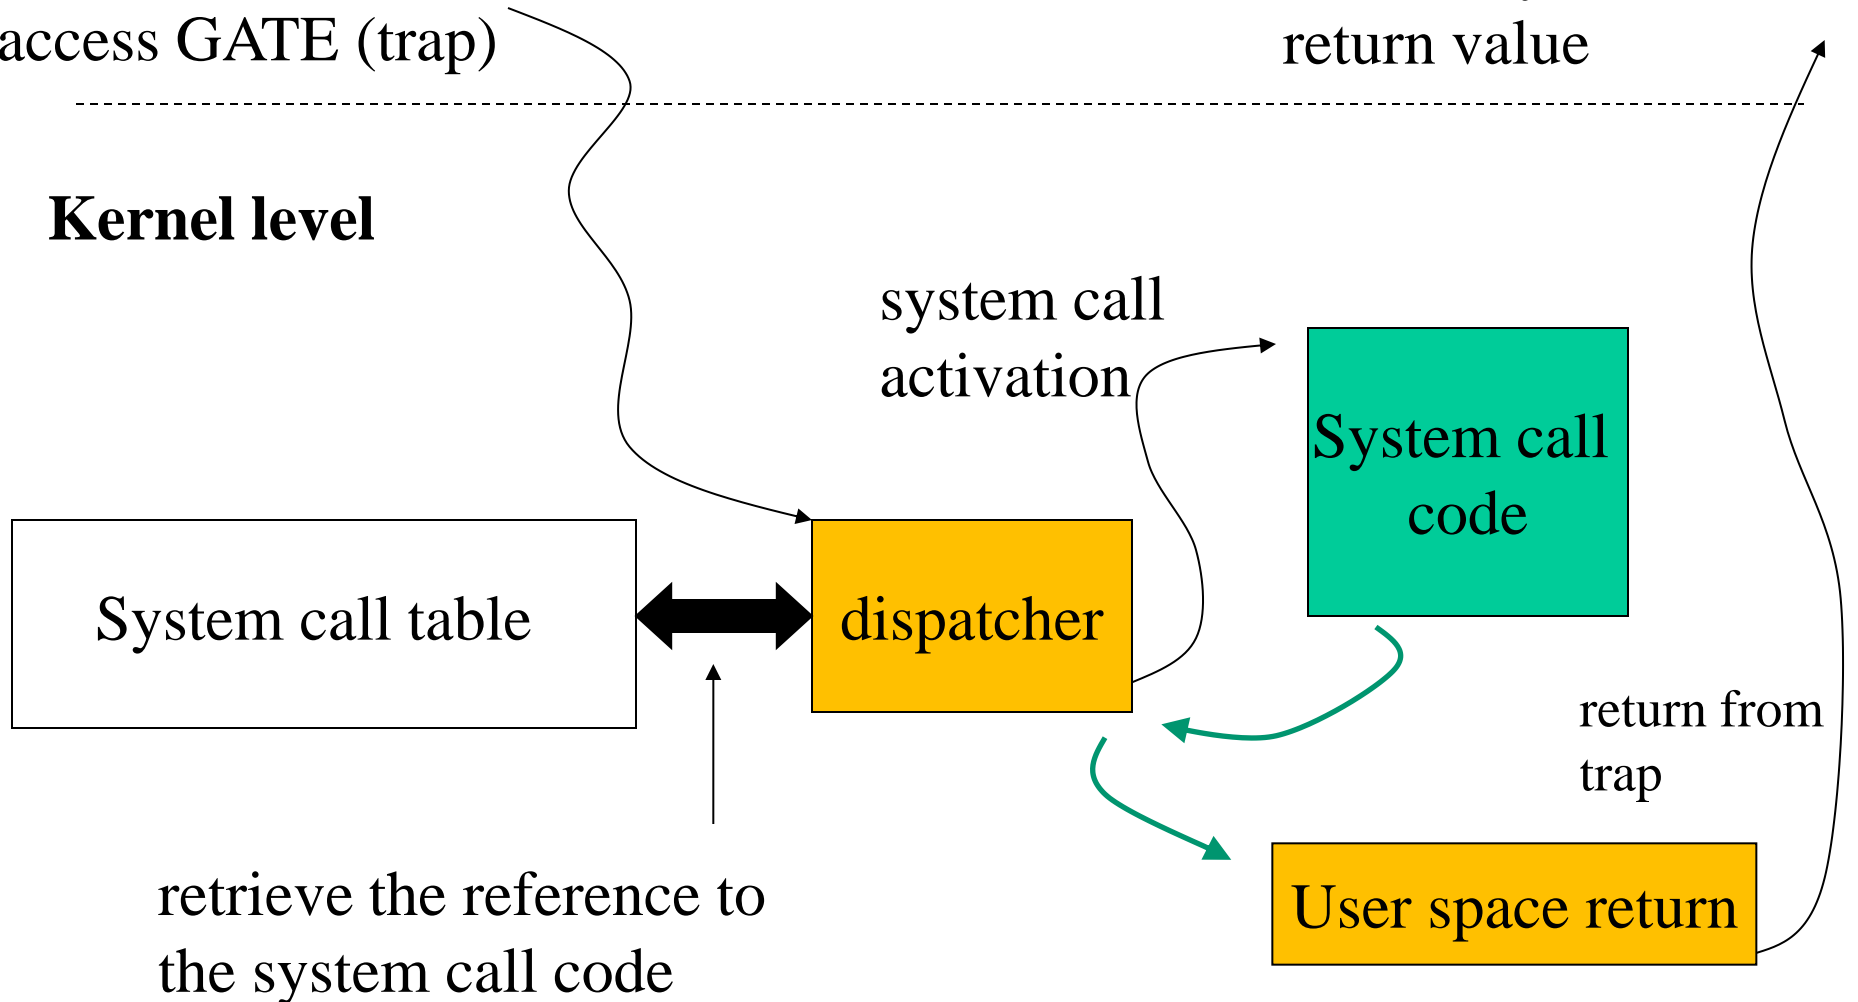 access GATE (trap)
return value
Kernel level
system call
activation
System call
code
System call table
dispatcher
return from
trap
retrieve the reference to
the system call code
User space return